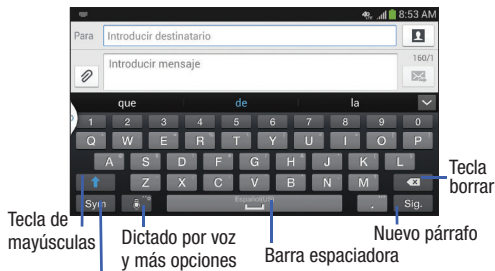 8:53 AM
Para Introducir destinatario
Introducir mensaje 160/1
que de la
1 2 3 4 5 6 7 8 9 0
Q W E R T Y U I O P
A S D F G H J K L
Z X C V B N M
Sym Español(US) . Sig.
Tecla de mayúsculas
Dictado por voz
y más opciones
Barra espaciadora
Nuevo párrafo
Tecla
borrar